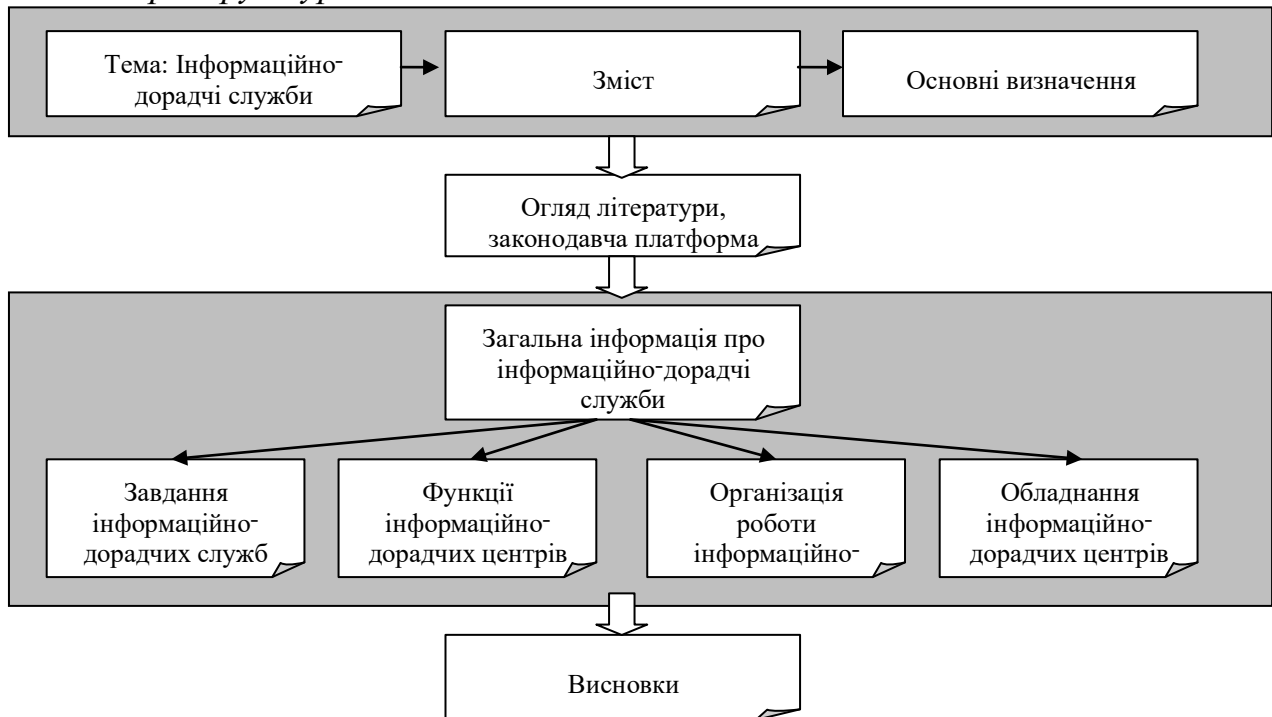 Тема: Інформаційно-
дорадчі служби
Зміст
Основні визначення
Огляд літератури,
законодавча платформа
Загальна інформація про
інформаційно-дорадчі
служби
Завдання
інформаційно-
дорадчих служб
Функції
інформаційно-
дорадчих центрів
Організація
роботи
інформаційно-
Обладнання
інформаційно-
дорадчих центрів
Висновки